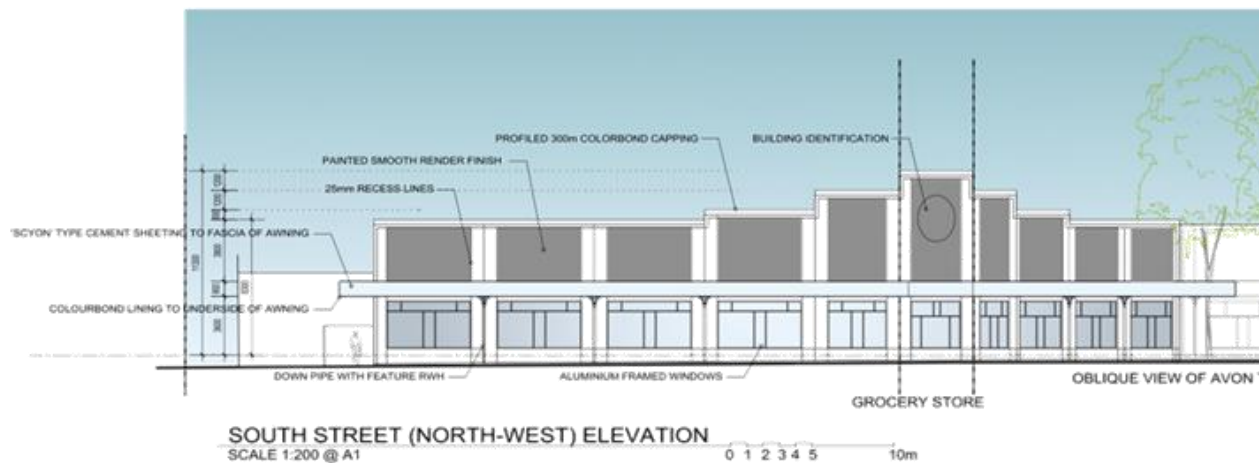 PROFILED 300m COLORBOND CAPPING
BUILDING IDENTIFICATION
PAINTED SMOOTH RENDER FINISH
25mm RECESS LINES
'SCYON' TYPE CEMENT SHEETING TO FASCIA OF AWNING
COLOURBOND LINING TO UNDERSIDE OF AWNING
DOWN PIPE WITH FEATURE RWH
ALUMINIUM FRAMED WINDOWS
OBLIQUE VIEW OF AVON
GROCERY STORE
SOUTH STREET (NORTH-WEST) ELEVATION
SCALE 1:200 @ A1
0 1 2 3 4 5 10m
1200
1200
3600